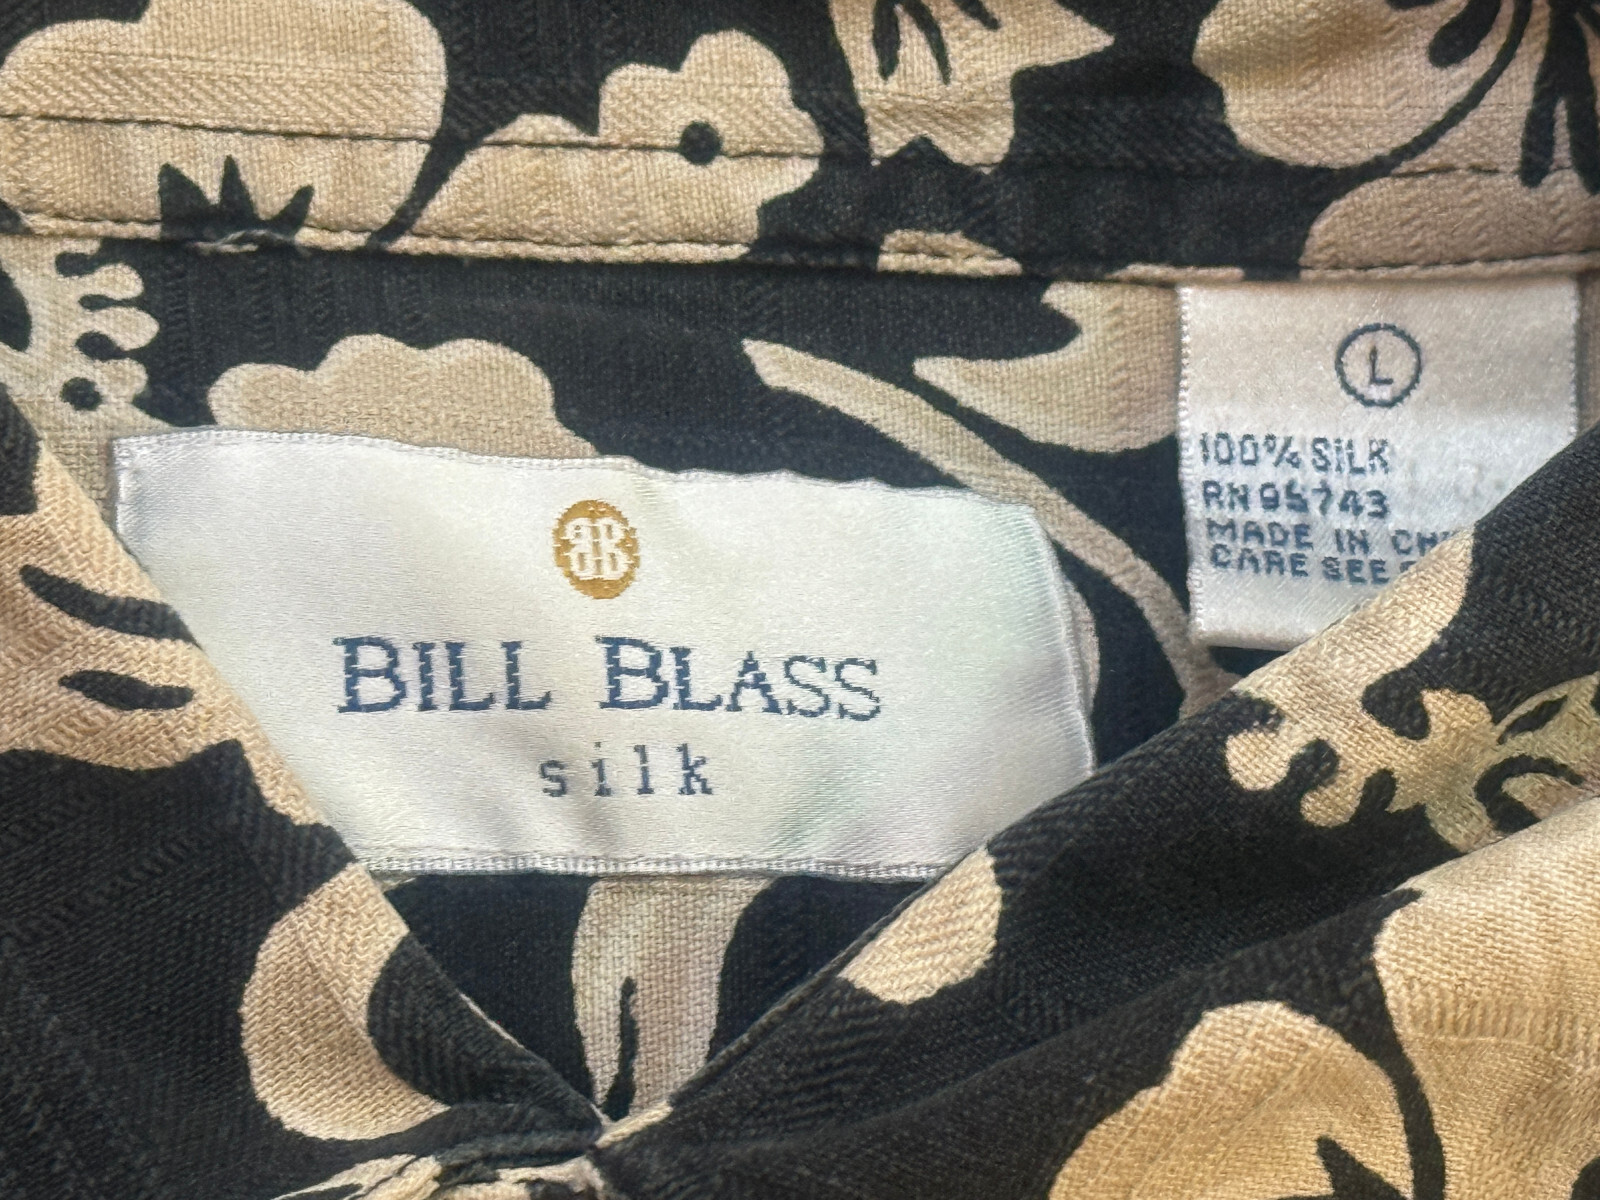 BB
BILL BLASS
silk
L
100% SILK
RN 95743
MADE IN
CARE SEE